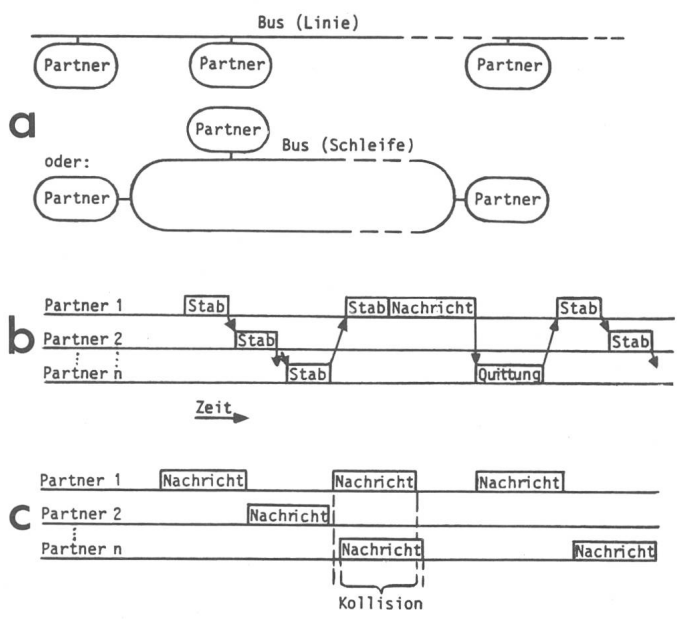 Bus (Linie)
Partner Partner Partner
a
Partner
Bus (Schleife)
oder:
Partner Partner
b
Partner 1 Stab Stab Nachricht Stab
Partner 2 Stab Stab
Partner n Stab Quittung
Zeit
c
Partner 1 Nachricht Nachricht Nachricht
Partner 2 Nachricht
Partner n Nachricht Nachricht
Kollision